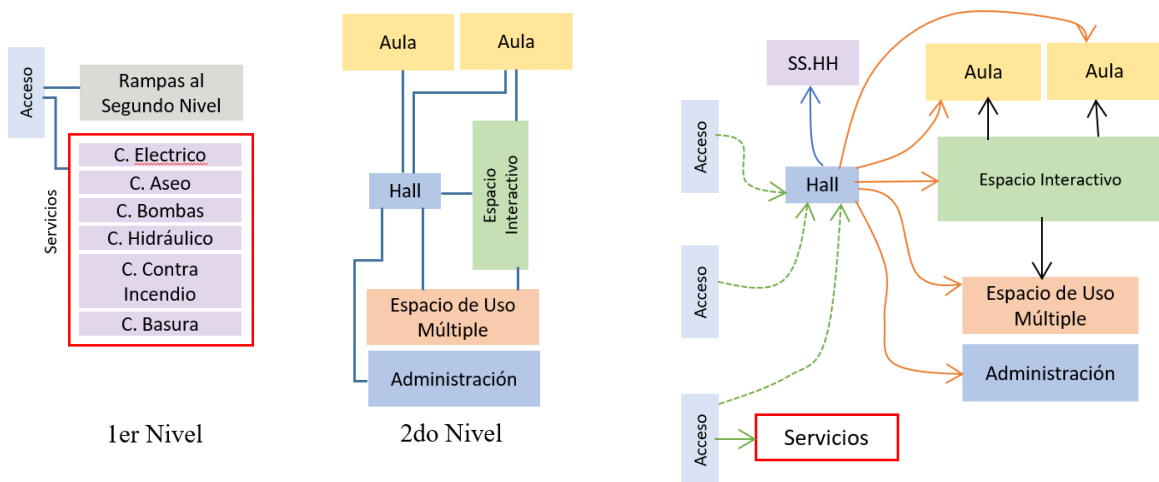 Acceso
Rampas al
Segundo Nivel
Servicios
C. Electrico
C. Aseo
C. Bombas
C. Hidráulico
C. Contra
Incendio
C. Basura
1er Nivel
Aula
Aula
Hall
Espacio
Interactivo
Espacio de Uso
Múltiple
Administración
2do Nivel
SS.HH
Aula
Aula
Acceso
Hall
Espacio Interactivo
Acceso
Espacio de Uso
Múltiple
Administración
Acceso
Servicios